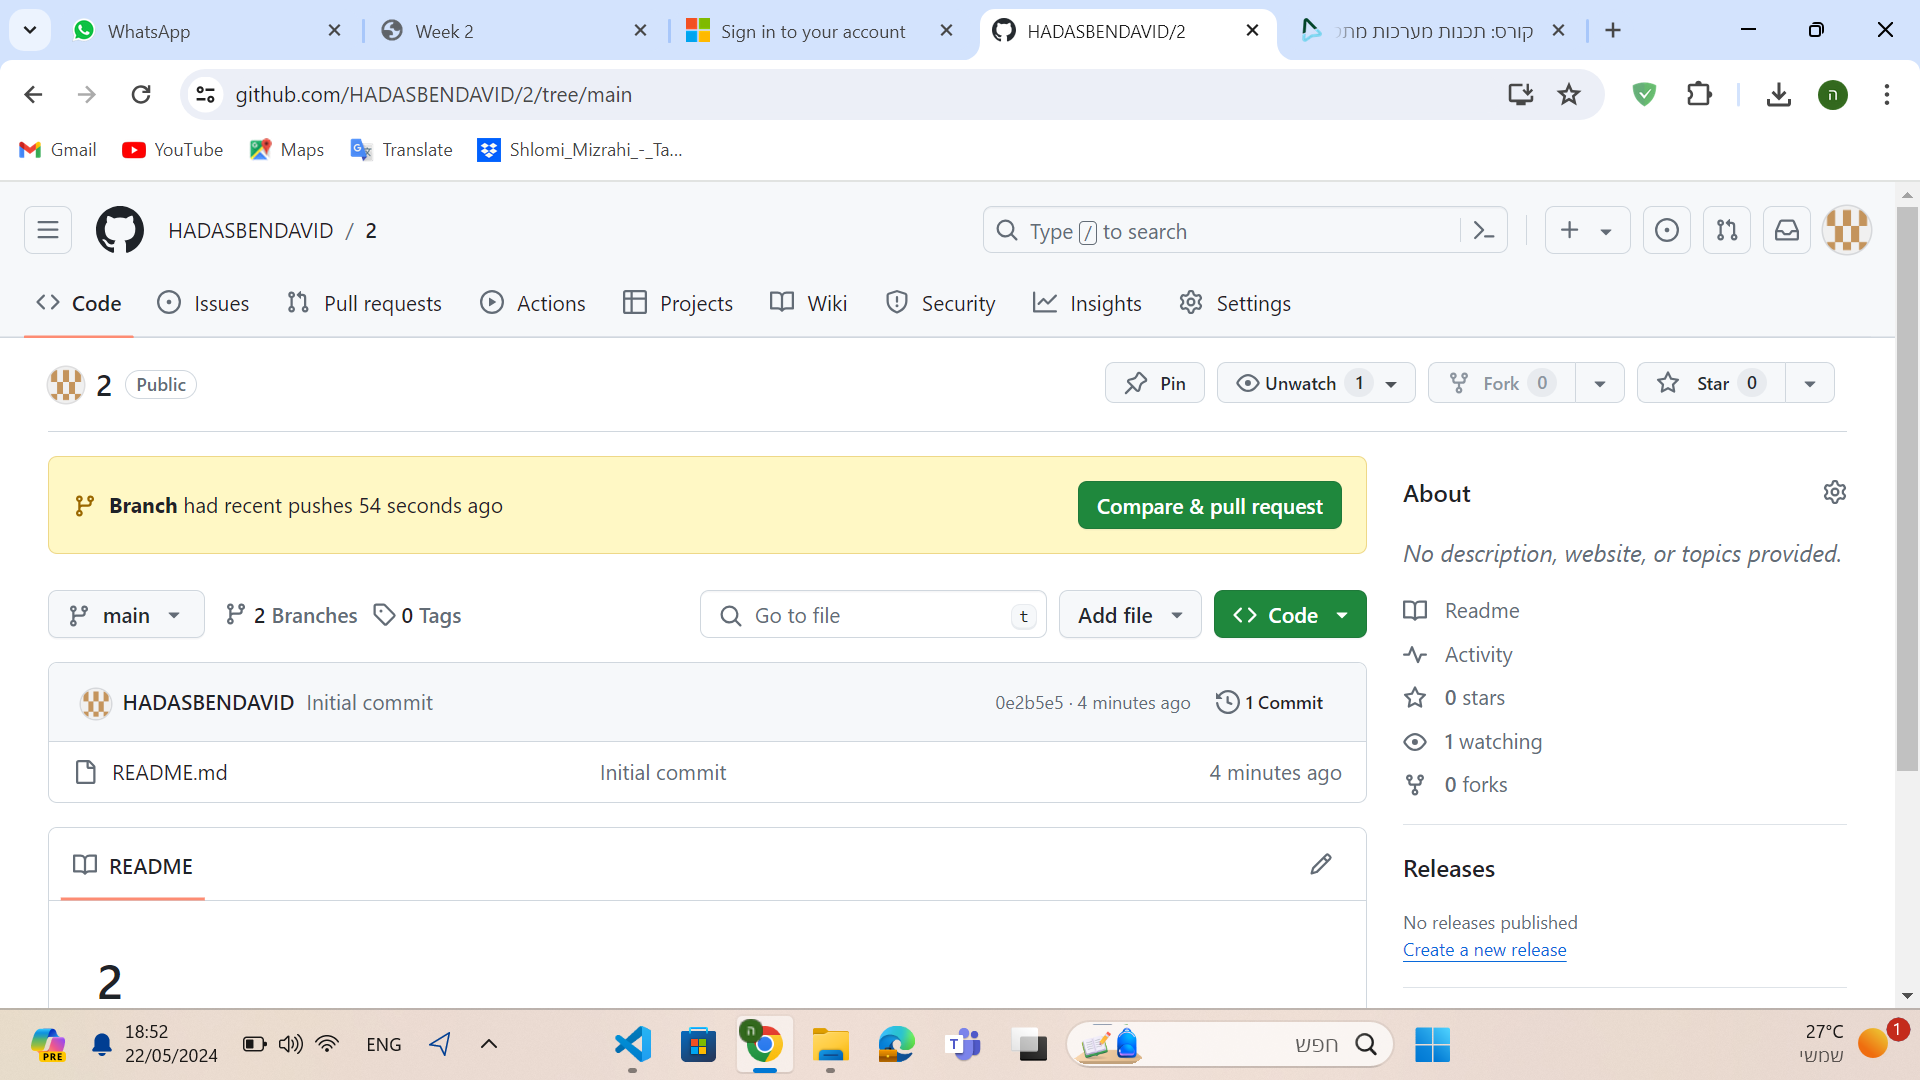 WhatsApp
Week 2
Sign in to your account
HADASBENDAVID/2
קורס: תכנות מערכות
github.com/HADASBENDAVID/2/tree/main
ה
Gmail
YouTube
Maps
Translate
Shlomi_Mizrahi_-_Ta...
HADASBENDAVID / 2
Type / to search
Code
Issues
Pull requests
Actions
Projects
Wiki
Security
Insights
Settings
2 Public
Pin
Unwatch 1
Fork 0
Star 0
Branch had recent pushes 54 seconds ago
Compare & pull request
main
2 Branches
0 Tags
Go to file t
Add file
Code
HADASBENDAVID Initial commit
0e2b5e5 · 4 minutes ago
1 Commit
README.md
Initial commit
4 minutes ago
README
2
About
No description, website, or topics provided.
Readme
Activity
0 stars
1 watching
0 forks
Releases
No releases published
Create a new release
PRE
18:52
22/05/2024
ENG
ה
T
חפש
27°C
שמשי
1